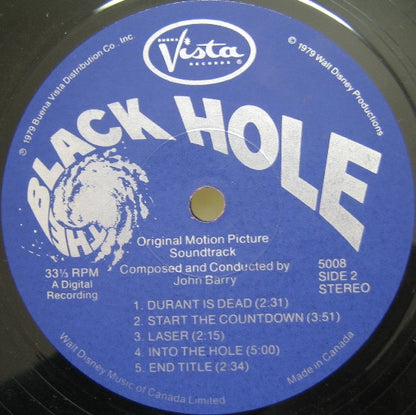 BUENA
Vista
RECORDS ®
© 1979 Buena Vista Distribution Co., Inc.
© 1979 Walt Disney Productions
THE BLACK HOLE
Original Motion Picture
Soundtrack
Composed and Conducted by
John Barry
33⅓ RPM
A Digital
Recording
5008
SIDE 2
STEREO
1. DURANT IS DEAD (2:31)
2. START THE COUNTDOWN (3:51)
3. LASER (2:15)
4. INTO THE HOLE (5:00)
5. END TITLE (2:34)
Walt Disney Music of Canada Limited
Made in Canada